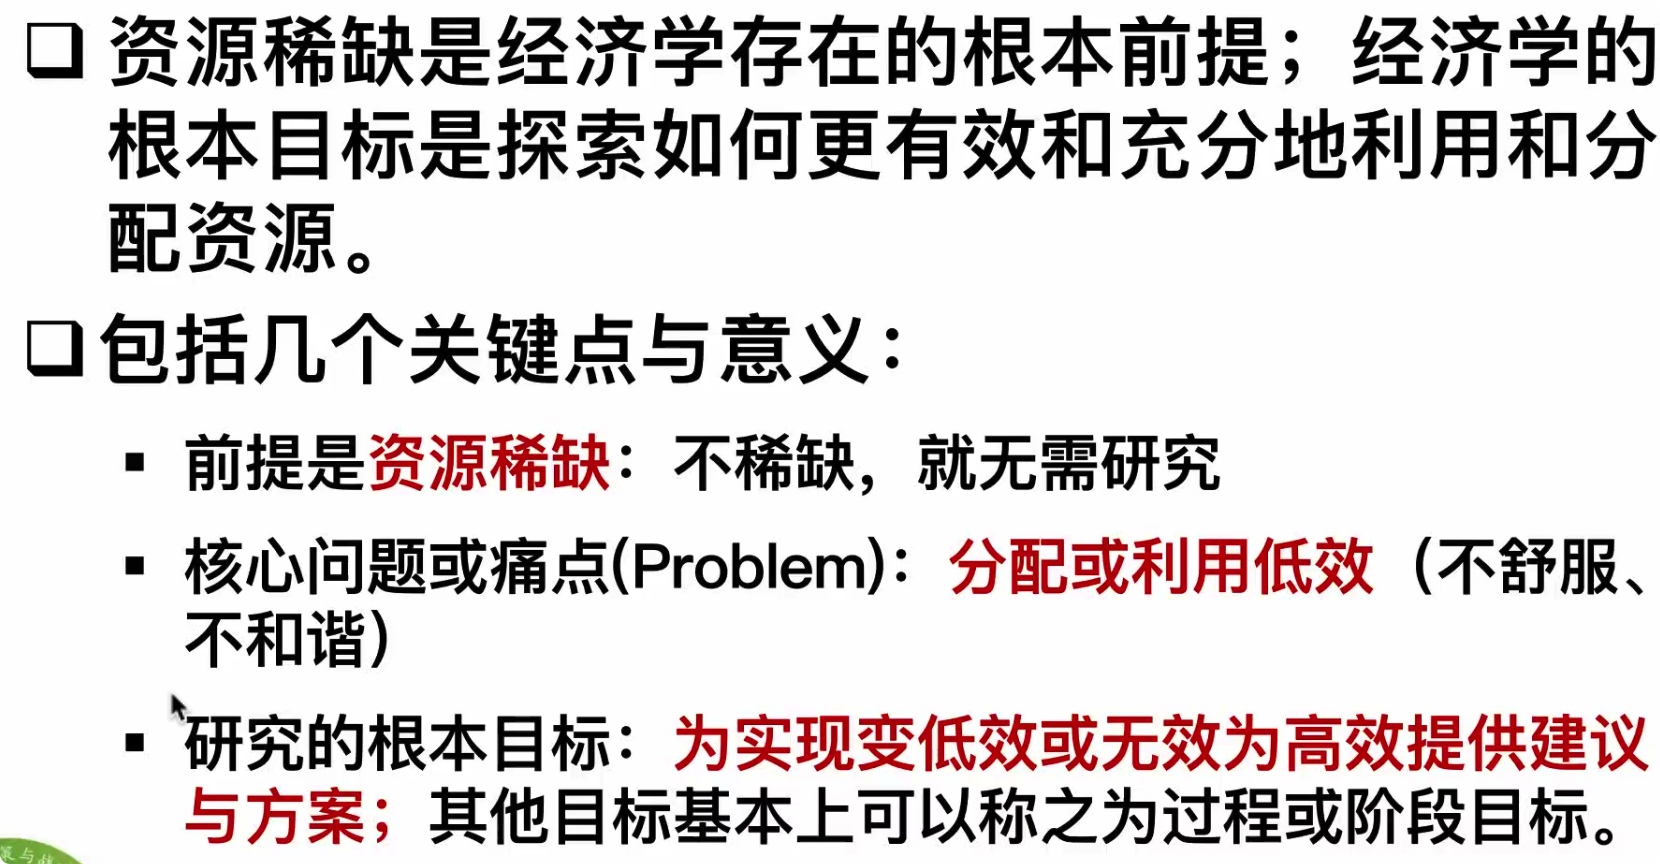 ❑ 资源稀缺是经济学存在的根本前提；经济学的
根本目标是探索如何更有效和充分地利用和分
配资源。
❑ 包括几个关键点与意义：
▪ 前提是资源稀缺：不稀缺，就无需研究
▪ 核心问题或痛点(Problem)：分配或利用低效（不舒服、
不和谐）
▪ 研究的根本目标：为实现变低效或无效为高效提供建议
与方案；其他目标基本上可以称之为过程或阶段目标。